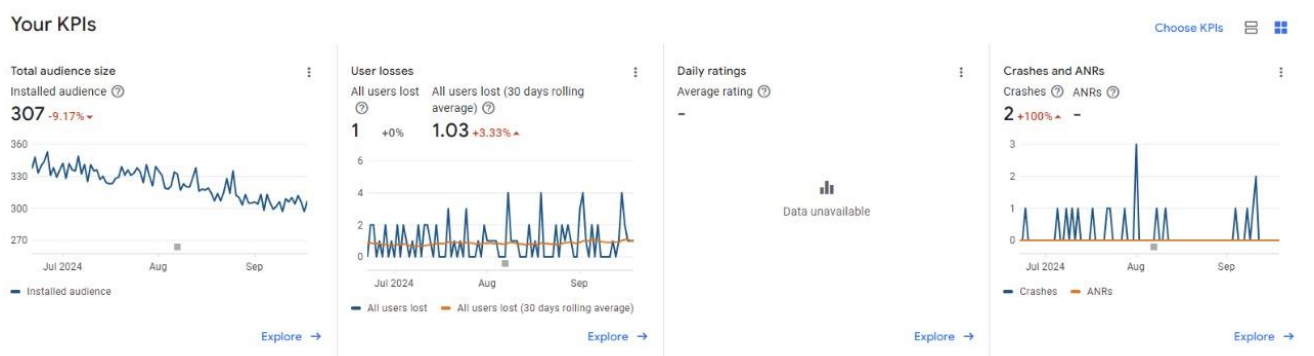 Your KPIs
Choose KPIs
Total audience size
Installed audience
307 -9.17%
360
330
300
270
Jul 2024 Aug Sep
Installed audience
Explore
User losses
All users lost
All users lost (30 days rolling
average)
1 +0% 1.03 +3.33%
6
4
2
0
Jul 2024 Aug Sep
All users lost All users lost (30 days rolling average)
Explore
Daily ratings
Average rating
–
Data unavailable
Explore
Crashes and ANRs
Crashes ANRs
2 +100% –
3
2
1
0
Jul 2024 Aug Sep
Crashes ANRs
Explore